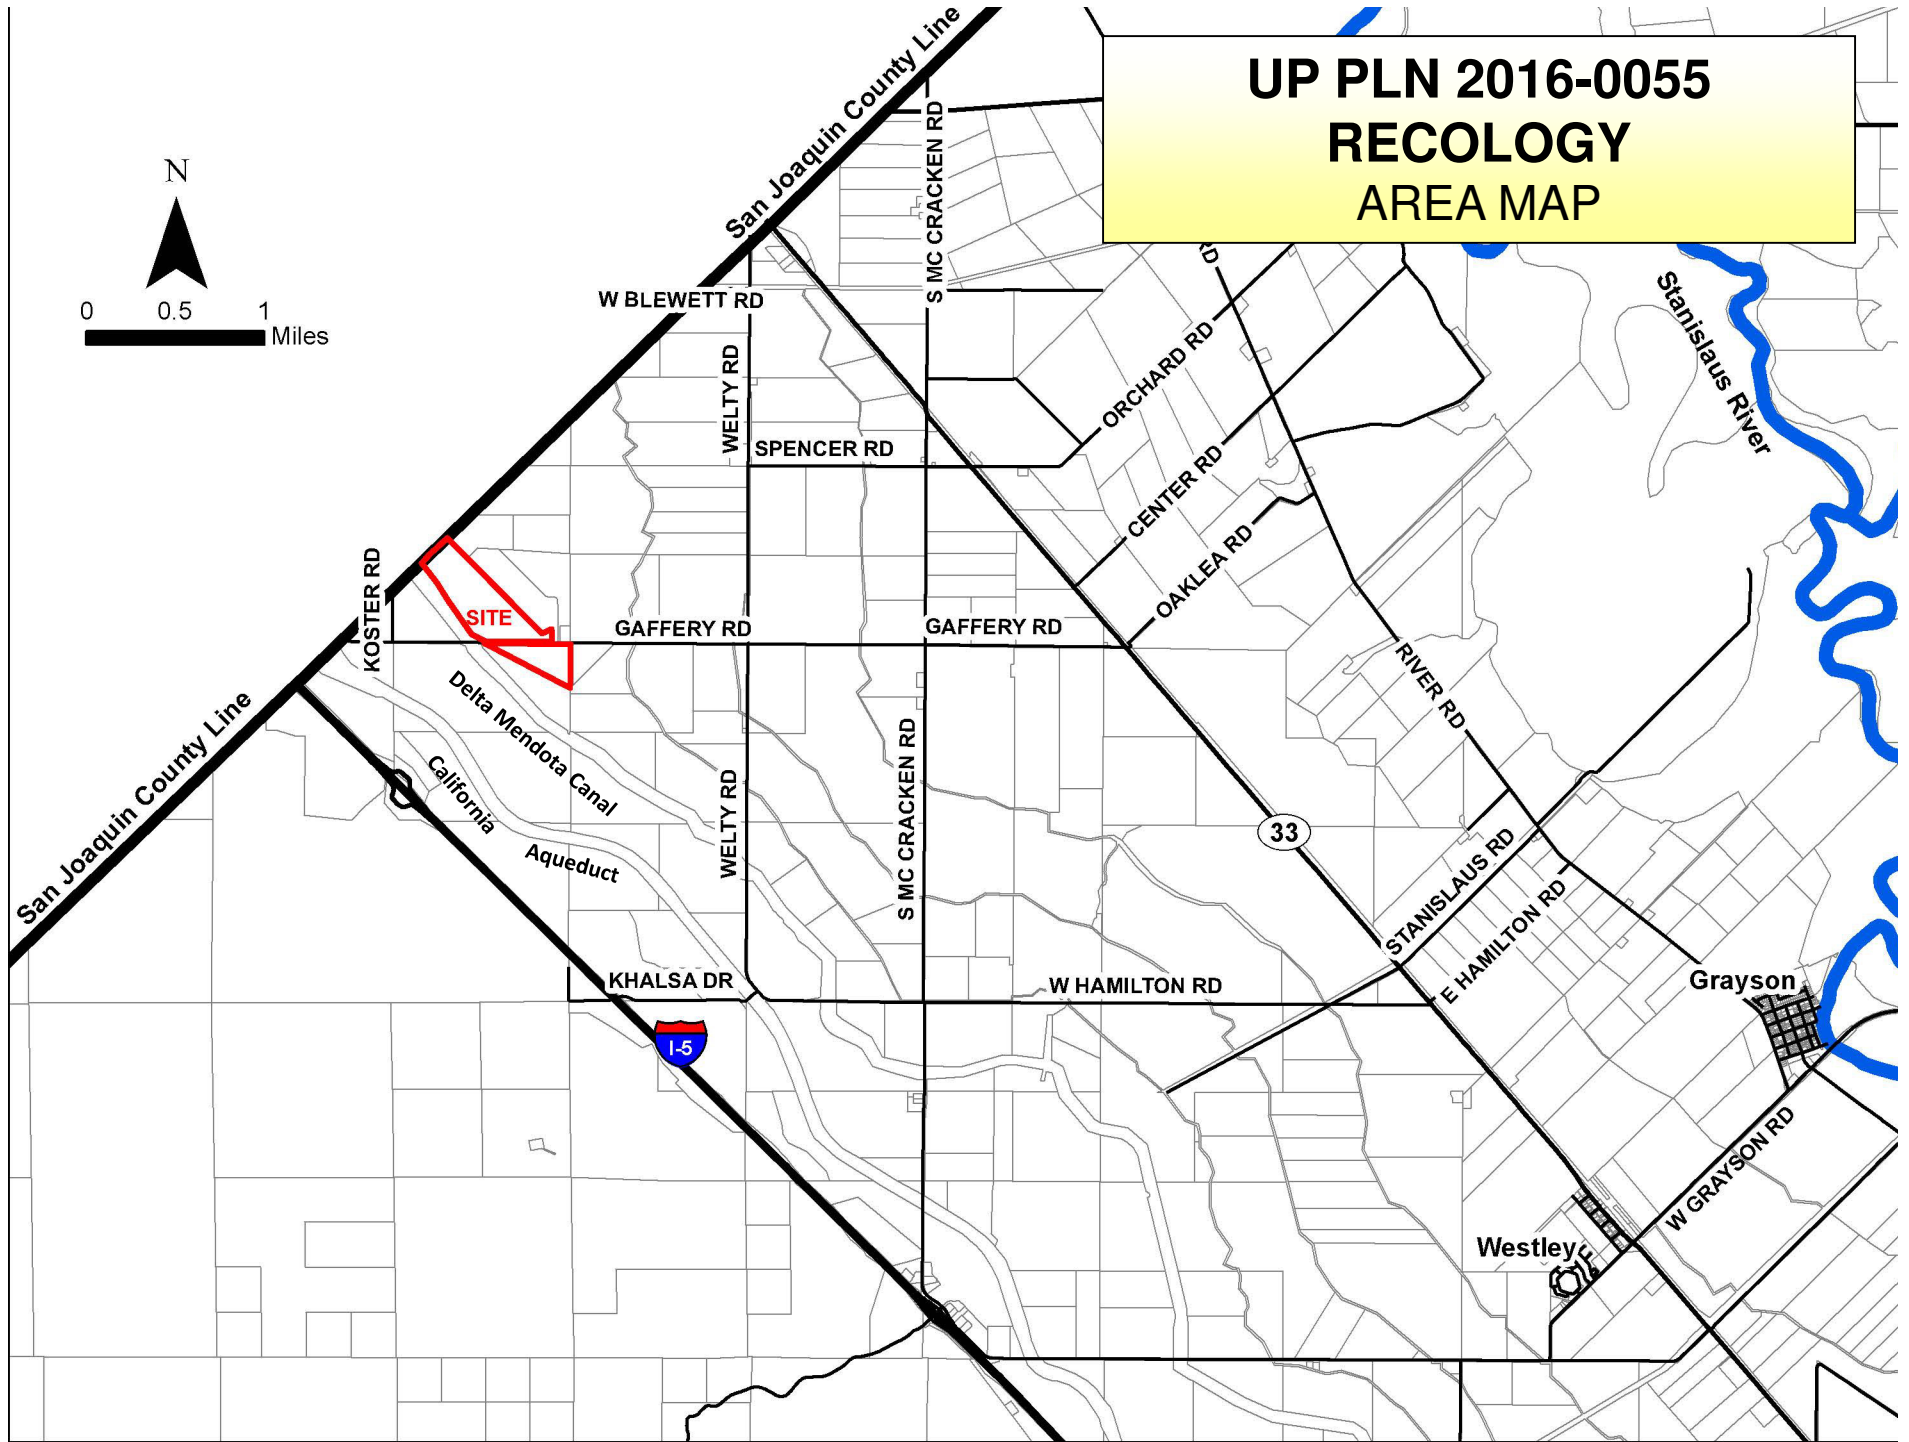 UP PLN 2016-0055
RECOLOGY
AREA MAP
San Joaquin County Line
S MC CRACKEN RD
N
0 0.5 1
Miles
W BLEWETT RD
RD
Stanislaus River
WELTY RD
ORCHARD RD
SPENCER RD
CENTER RD
OAKLEA RD
KOSTER RD
SITE
GAFFERY RD
GAFFERY RD
RIVER RD
Delta Mendota Canal
San Joaquin County Line
California
Aqueduct
WELTY RD
S MC CRACKEN RD
33
STANISLAUS RD
E HAMILTON RD
KHALSA DR
W HAMILTON RD
Grayson
I-5
W GRAYSON RD
Westley